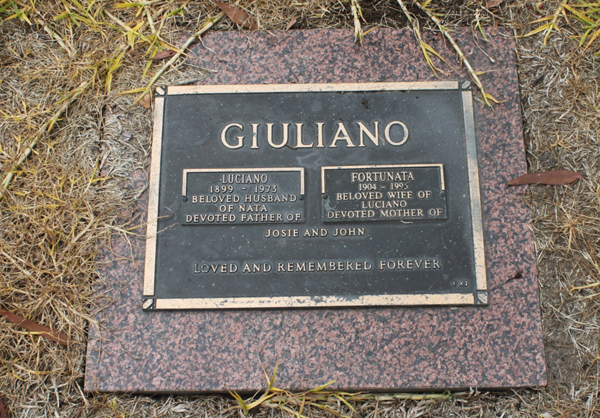 GIULIANO
LUCIANO
1899 - 1973
BELOVED HUSBAND
OF NATA
DEVOTED FATHER OF
FORTUNATA
1904 - 1995
BELOVED WIFE OF
LUCIANO
DEVOTED MOTHER OF
JOSIE AND JOHN
LOVED AND REMEMBERED FOREVER